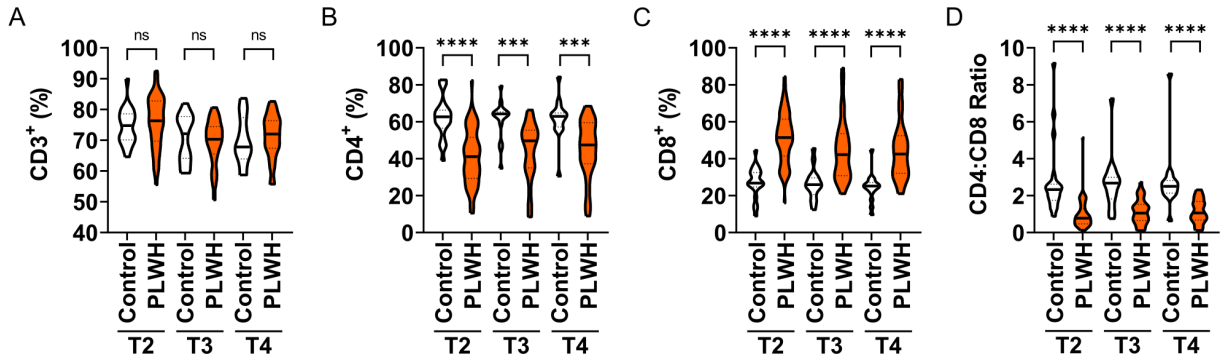 A
ns
ns
ns
CD3+ (%)
100
90
80
70
60
50
40
Control
PLWH
Control
PLWH
Control
PLWH
T2
T3
T4
B
****
***
***
CD4+ (%)
100
80
60
40
20
0
Control
PLWH
Control
PLWH
Control
PLWH
T2
T3
T4
C
****
****
****
CD8+ (%)
100
80
60
40
20
0
Control
PLWH
Control
PLWH
Control
PLWH
T2
T3
T4
D
****
****
****
CD4:CD8 Ratio
10
8
6
4
2
0
Control
PLWH
Control
PLWH
Control
PLWH
T2
T3
T4